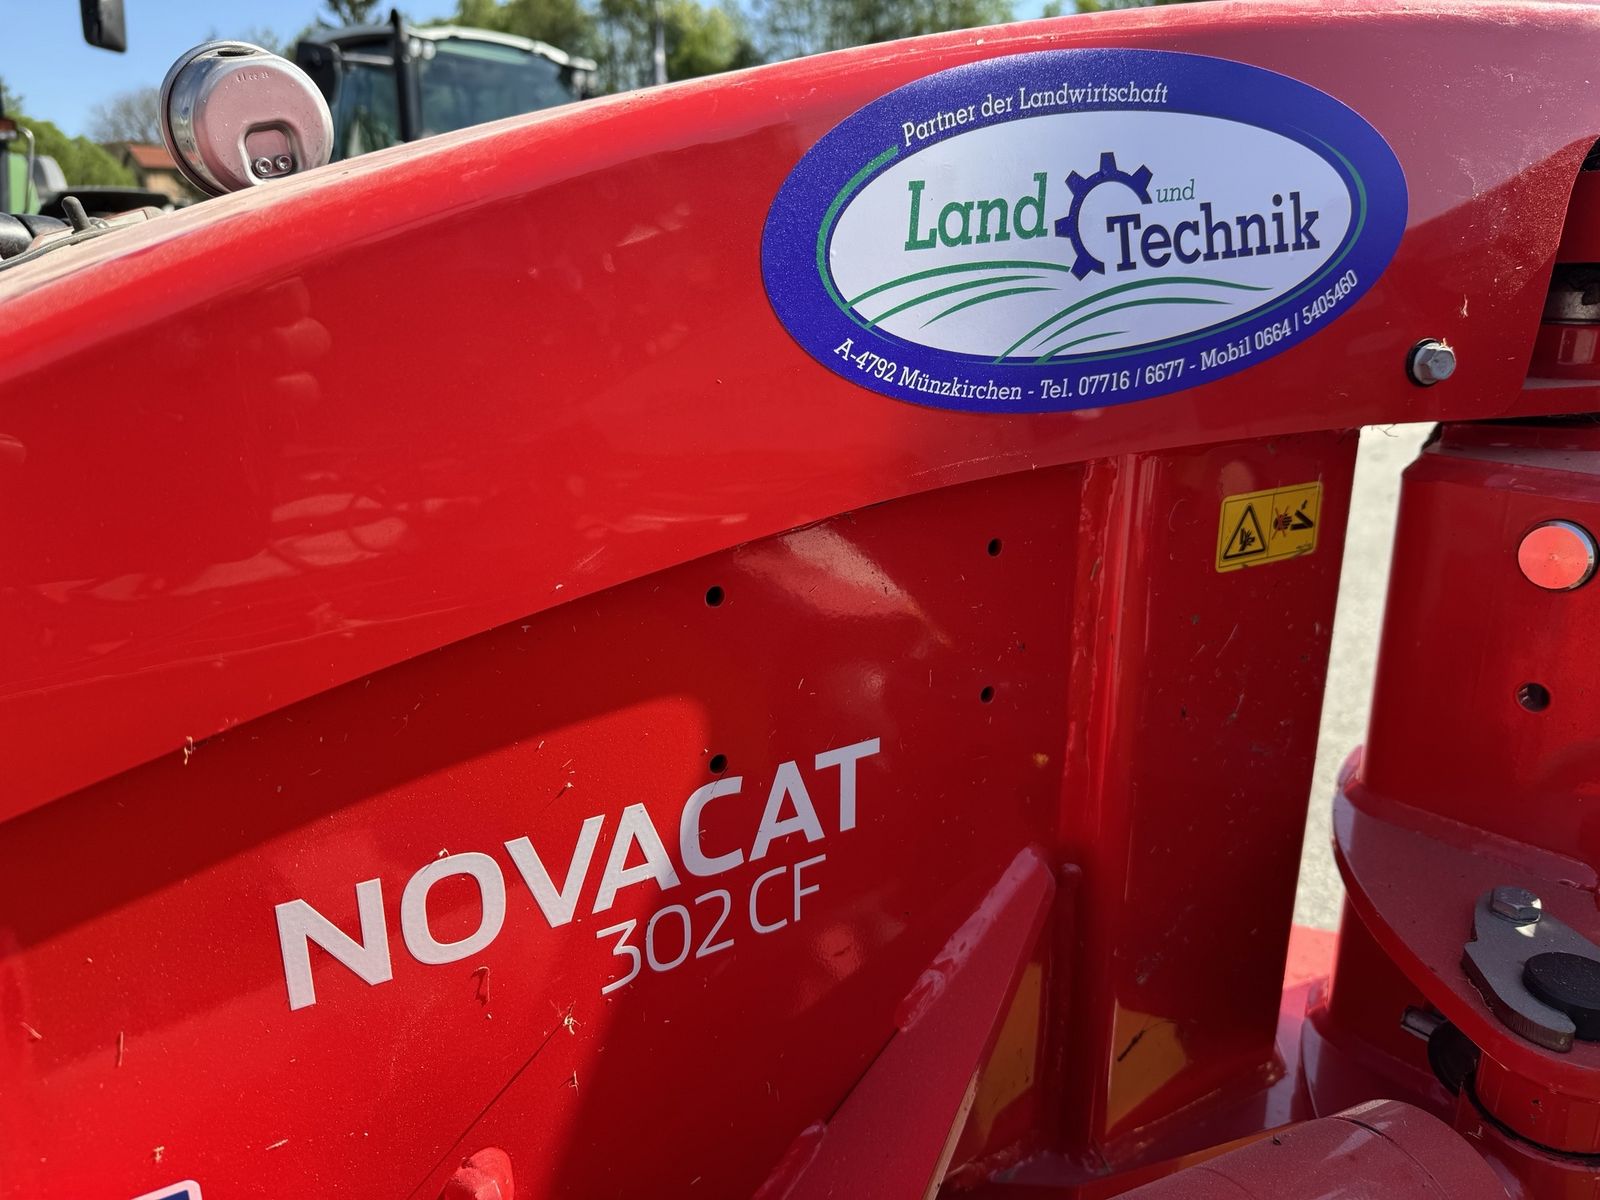 Partner der Landwirtschaft
Land und Technik
A-4792 Münzkirchen - Tel. 07716 / 6677 - Mobil 0664 / 5405460
NOVACAT
302 CF